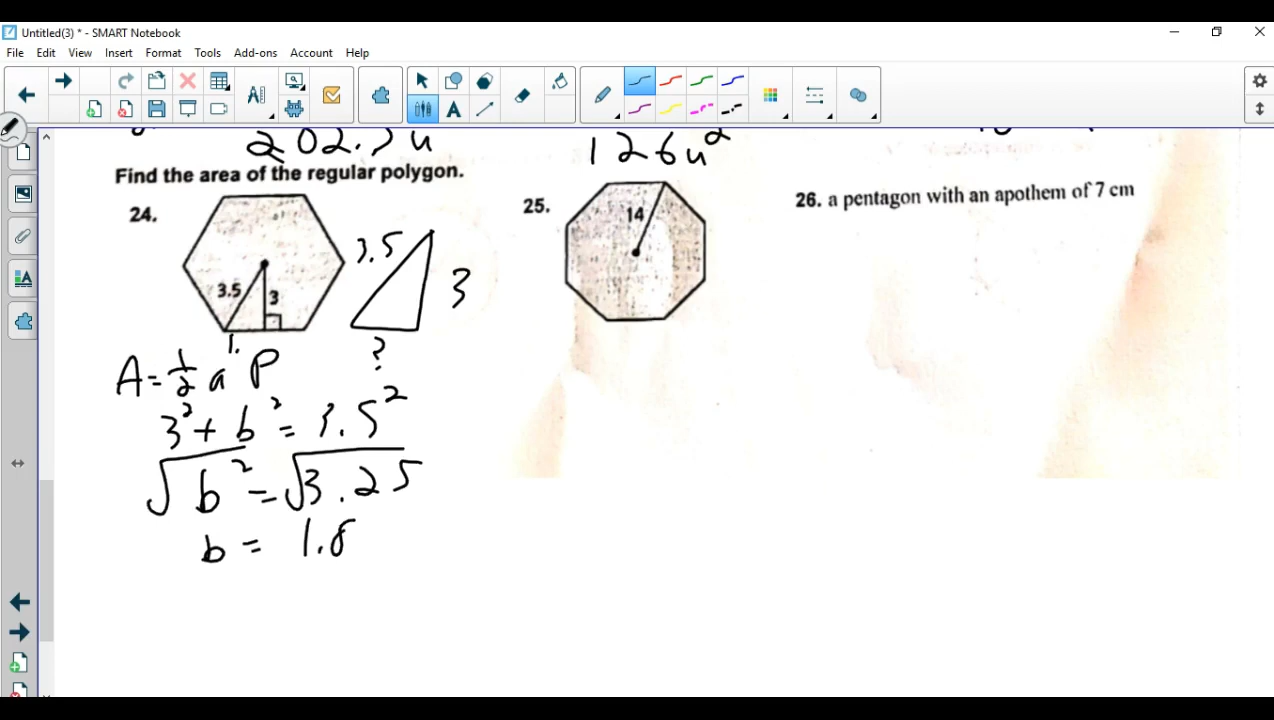 Untitled(3) * - SMART Notebook
File Edit View Insert Format Tools Add-ons Account Help
126u²
Find the area of the regular polygon.
24.
3.5
3
3.5
3
?
1.
25.
14
26. a pentagon with an apothem of 7 cm
A = 1/2 a P
3² + b² = 3.5²
√b² = √3.25
b = 1.8